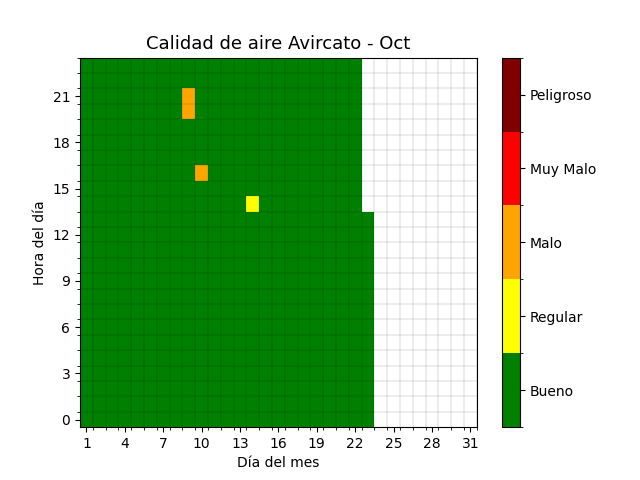 Calidad de aire Avircato - Oct
Hora del día
21
18
15
12
9
6
3
0
1 4 7 10 13 16 19 22 25 28 31
Día del mes
Peligroso
Muy Malo
Malo
Regular
Bueno